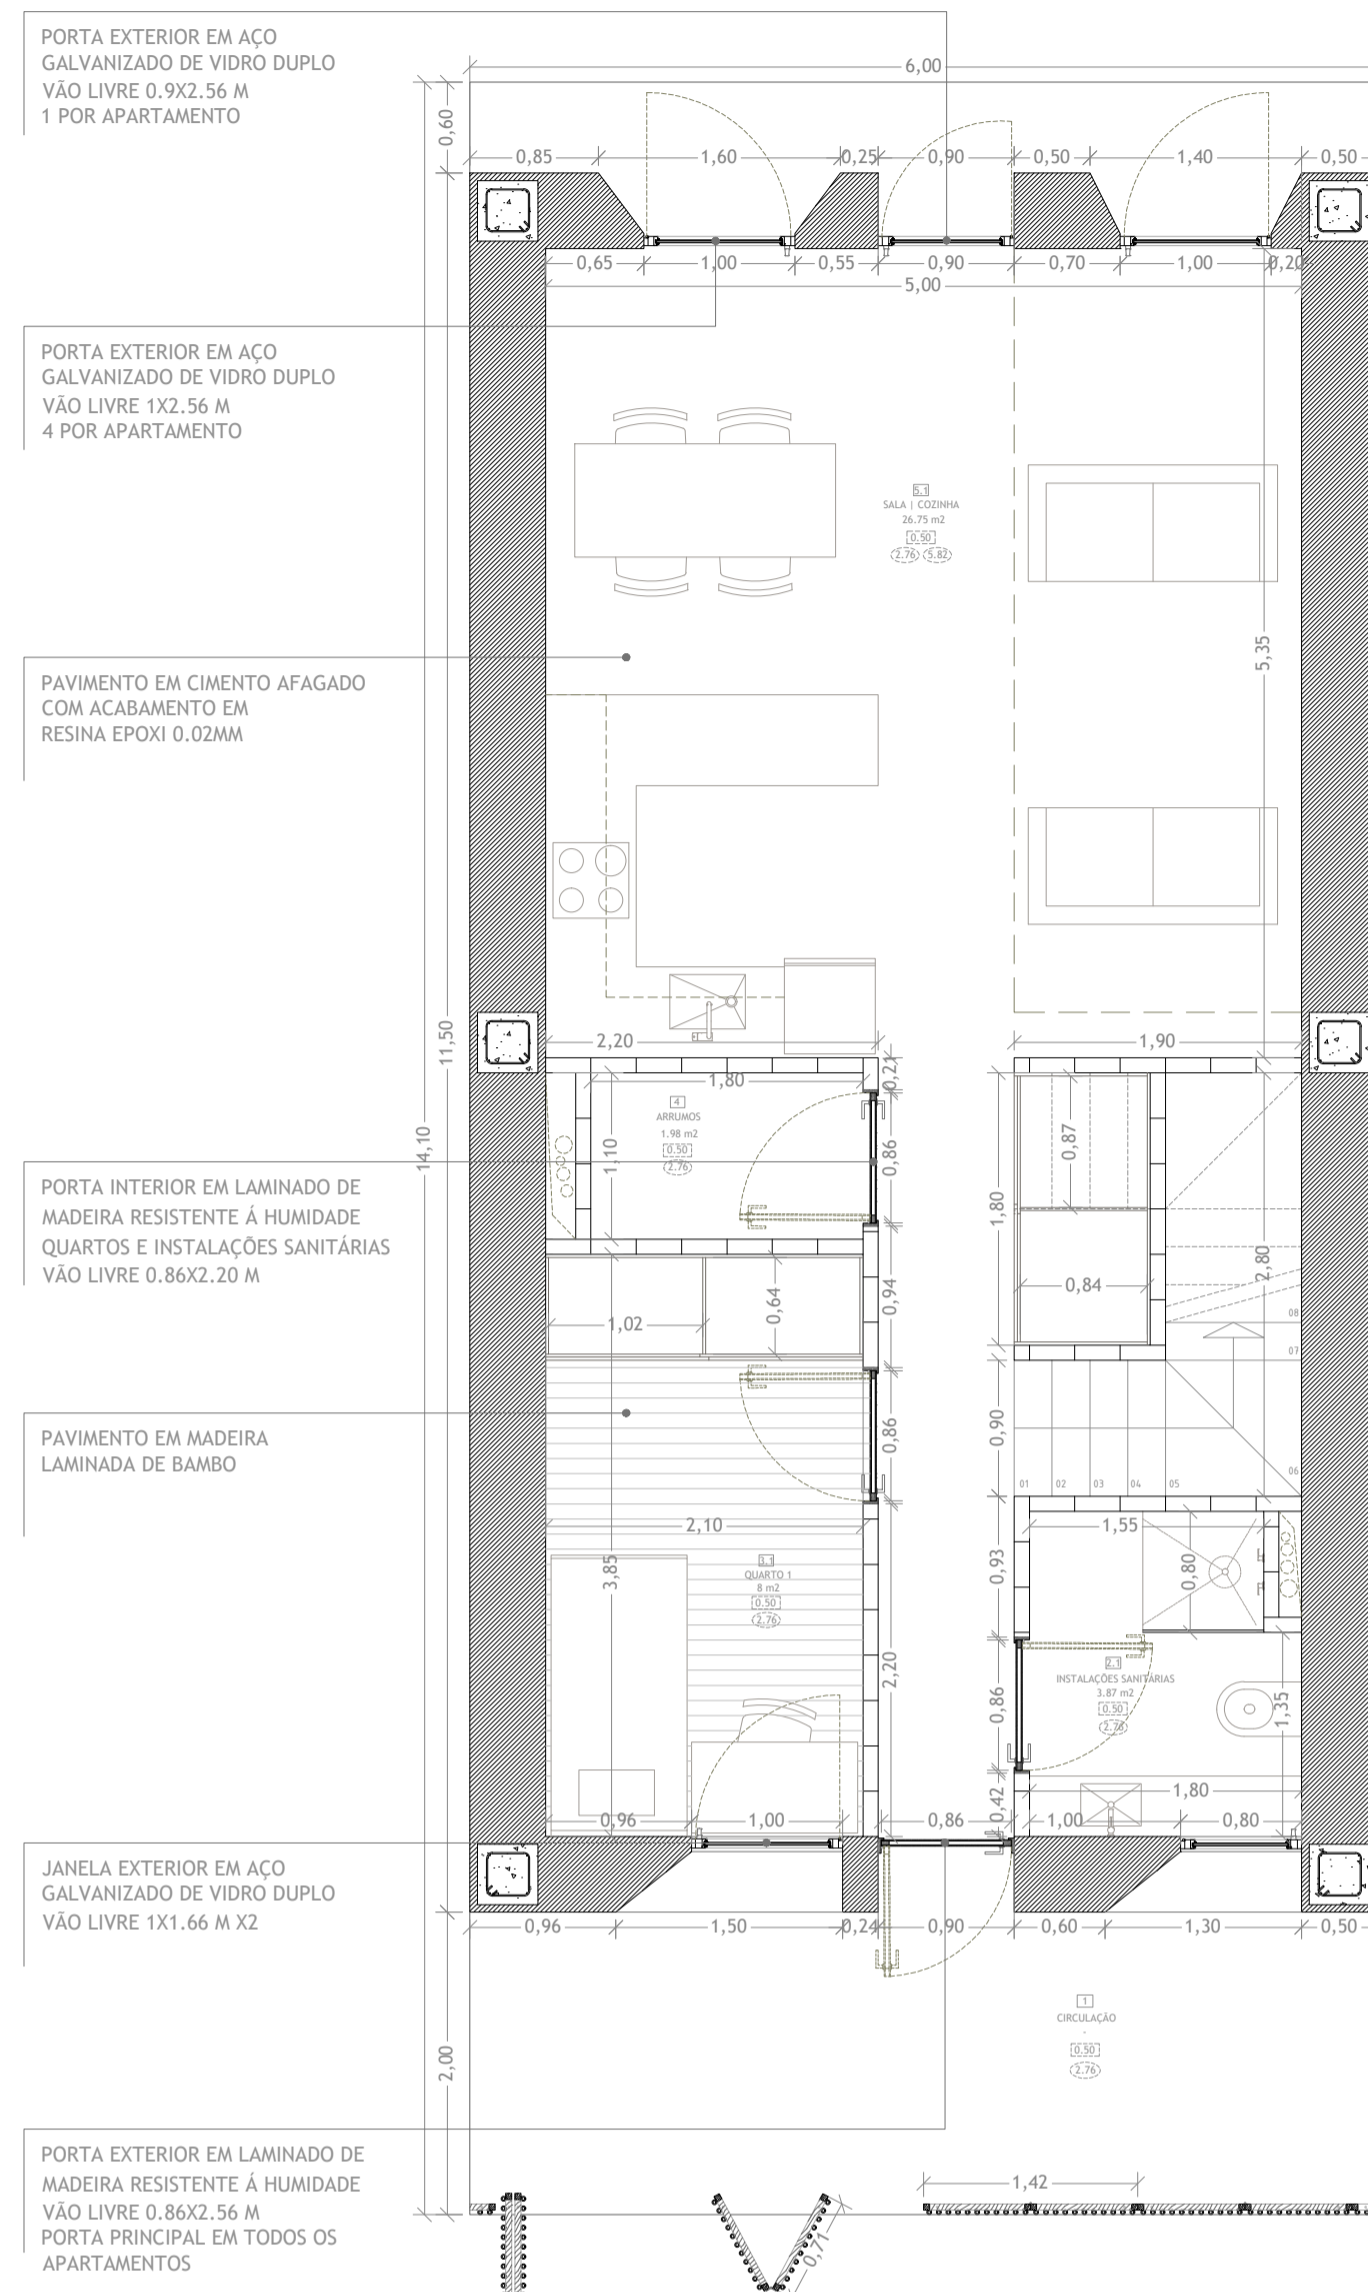 PORTA EXTERIOR EM AÇO
GALVANIZADO DE VIDRO DUPLO
VÃO LIVRE 0.9X2.56 M
1 POR APARTAMENTO
6,00
0,60
0,85
1,60
0,25
0,90
0,50
1,40
0,50
0,65
1,00
0,55
0,90
0,70
1,00
0,20
5,00
PORTA EXTERIOR EM AÇO
GALVANIZADO DE VIDRO DUPLO
VÃO LIVRE 1X2.56 M
4 POR APARTAMENTO
5.1
SALA | COZINHA
26.75 m2
0.50
2.76 5.82
5,35
PAVIMENTO EM CIMENTO AFAGADO
COM ACABAMENTO EM
RESINA EPOXI 0.02MM
11,50
14,10
2,20
1,90
0,21
1,80
4
ARRUMOS
1.98 m2
0.50
2.76
1,10
0,86
0,87
1,80
PORTA INTERIOR EM LAMINADO DE
MADEIRA RESISTENTE Á HUMIDADE
QUARTOS E INSTALAÇÕES SANITÁRIAS
VÃO LIVRE 0.86X2.20 M
1,02
0,64
0,94
0,84
2,80
08
07
PAVIMENTO EM MADEIRA
LAMINADA DE BAMBO
0,86
0,90
06
01
02
03
04
05
2,10
3,85
3.1
QUARTO 1
8 m2
0.50
2.76
1,55
0,93
0,80
2,20
0,86
2.1
INSTALAÇÕES SANITÁRIAS
3.87 m2
0.50
2.76
1,35
0,42
1,80
0,96
1,00
0,86
1,00
0,80
JANELA EXTERIOR EM AÇO
GALVANIZADO DE VIDRO DUPLO
VÃO LIVRE 1X1.66 M X2
0,96
1,50
0,24
0,90
0,60
1,30
0,50
1
CIRCULAÇÃO
-
0.50
2.76
2,00
PORTA EXTERIOR EM LAMINADO DE
MADEIRA RESISTENTE Á HUMIDADE
VÃO LIVRE 0.86X2.56 M
PORTA PRINCIPAL EM TODOS OS
APARTAMENTOS
1,42
0,71